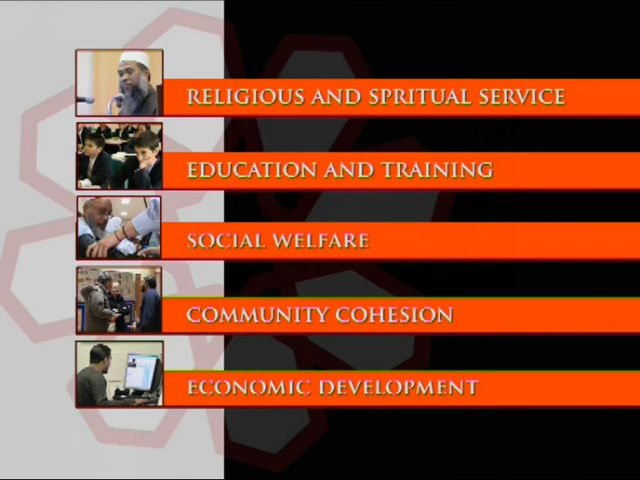 RELIGIOUS AND SPRITUAL SERVICE
EDUCATION AND TRAINING
SOCIAL WELFARE
COMMUNITY COHESION
ECONOMIC DEVELOPMENT